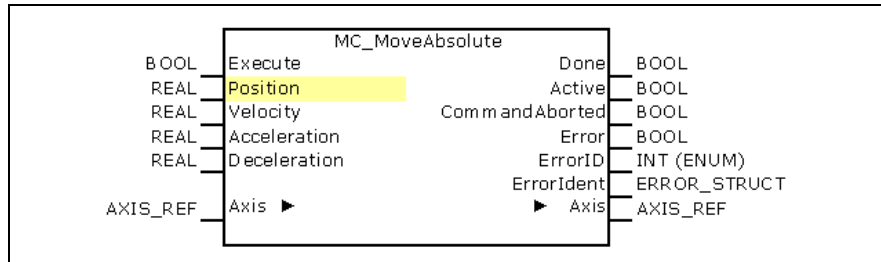 MC_MoveAbsolute
BOOL Execute Done BOOL
REAL Position Active BOOL
REAL Velocity CommandAborted BOOL
REAL Acceleration Error BOOL
REAL Deceleration ErrorID INT (ENUM)
ErrorIdent ERROR_STRUCT
AXIS_REF Axis ► ► Axis AXIS_REF